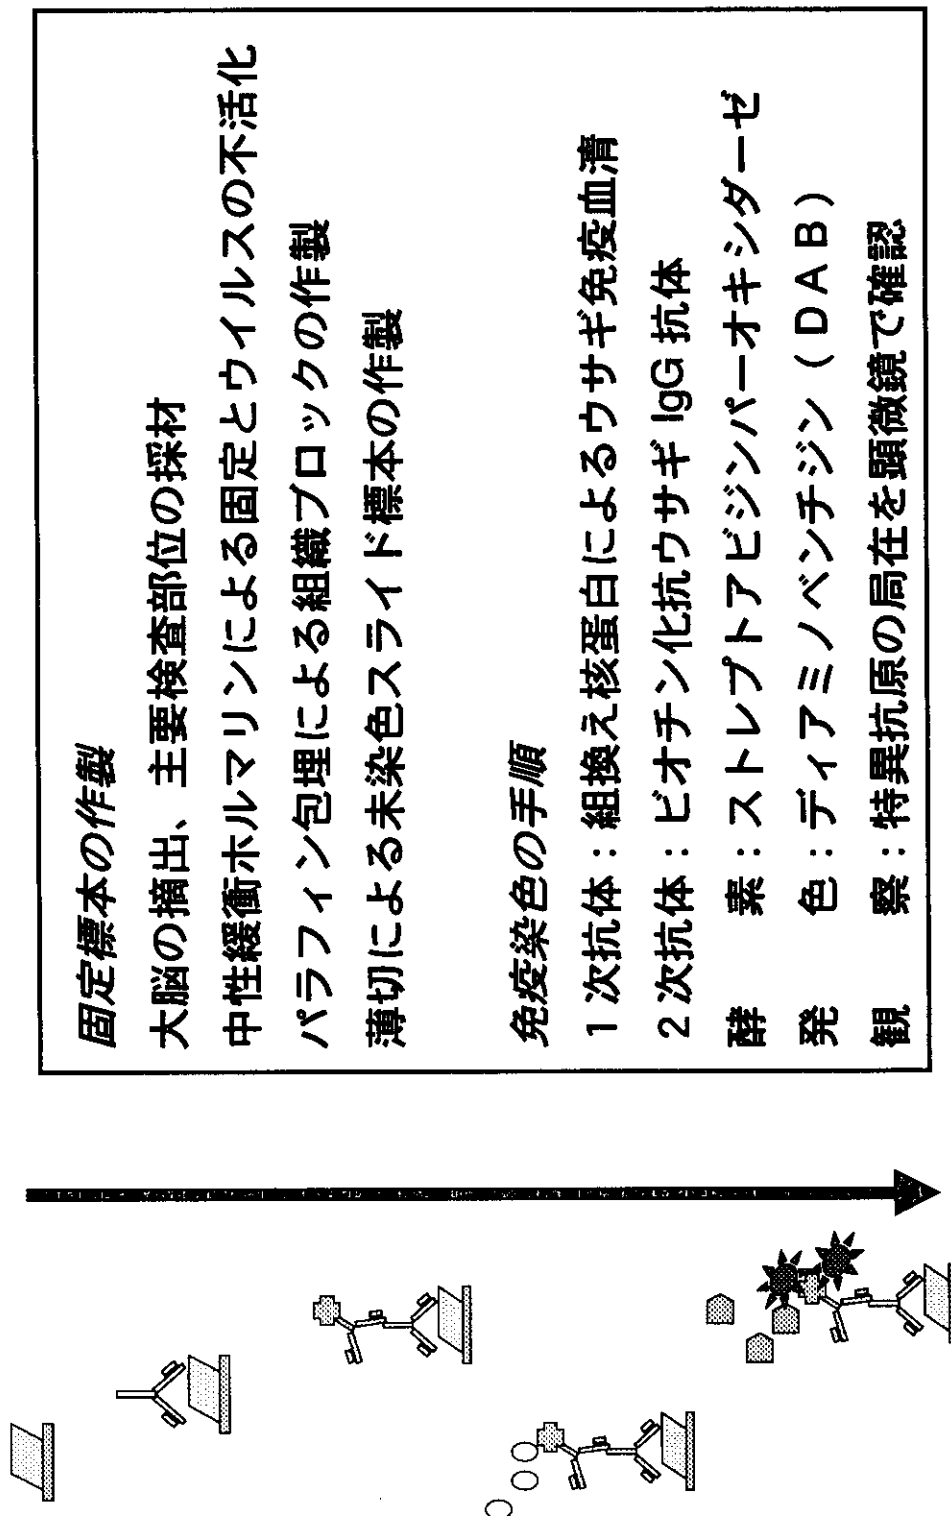 固定標本の作製
大脳の摘出、主要検査部位の採材
中性緩衝ホルマリンによる固定とウイルスの不活化
パラフィン包埋による組織ブロックの作製
薄切による未染色スライド標本の作製
免疫染色の手順
1次抗体：組換え核蛋白によるウサギ免疫血清
2次抗体：ビオチン化抗ウサギ IgG 抗体
酵　　素：ストレプトアビジンパーオキシダーゼ
発　　色：ディアミノベンチジン（DAB）
観　　察：特異抗原の局在を顕微鏡で確認